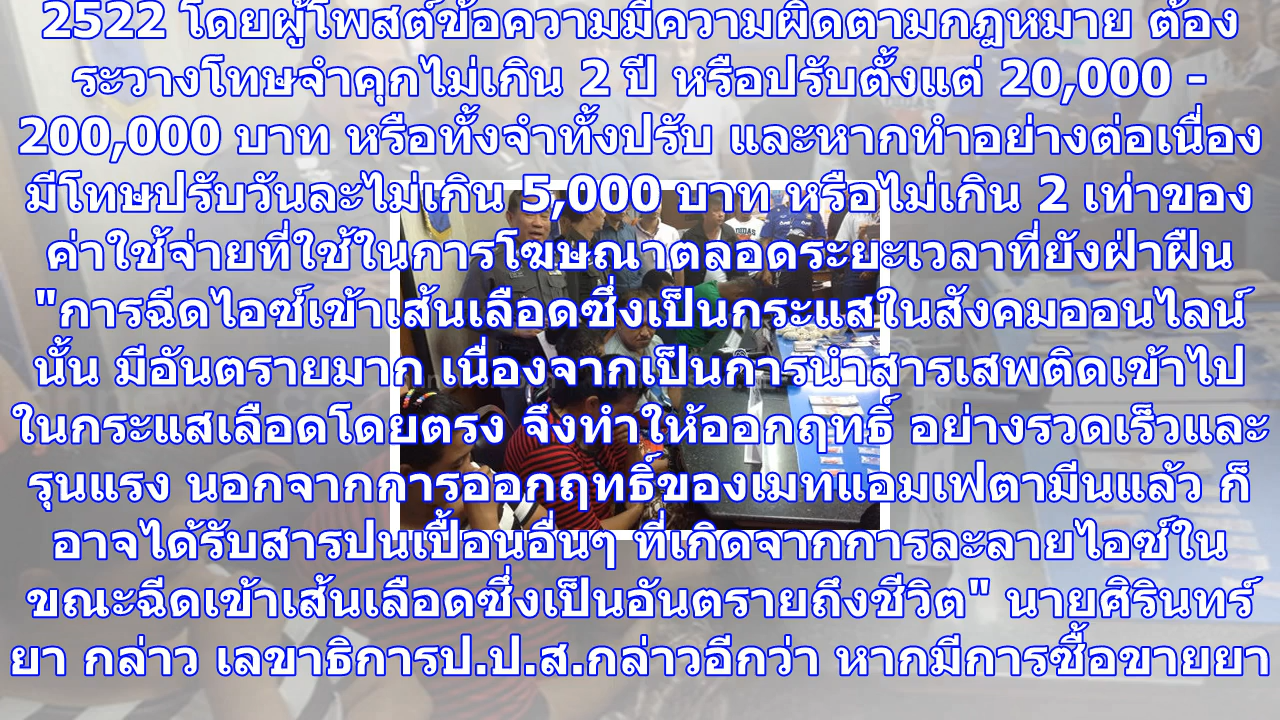 2522 โดยผู้โพสต์ข้อความมีความผิดตามกฎหมาย ต้อง
ระวางโทษจำคุกไม่เกิน 2 ปี หรือปรับตั้งแต่ 20,000 -
200,000 บาท หรือทั้งจำทั้งปรับ และหากทำอย่างต่อเนื่อง
มีโทษปรับวันละไม่เกิน 5,000 บาท หรือไม่เกิน 2 เท่าของ
ค่าใช้จ่ายที่ใช้ในการโฆษณาตลอดระยะเวลาที่ยังฝ่าฝืน
"การฉีดไอซ์เข้าเส้นเลือดซึ่งเป็นกระแสในสังคมออนไลน์
นั้น มีอันตรายมาก เนื่องจากเป็นการนำสารเสพติดเข้าไป
ในกระแสเลือดโดยตรง จึงทำให้ออกฤทธิ์ อย่างรวดเร็วและ
รุนแรง นอกจากการออกฤทธิ์ของเมทแอมเฟตามีนแล้ว ก็
อาจได้รับสารปนเปื้อนอื่นๆ ที่เกิดจากการละลายไอซ์ใน
ขณะฉีดเข้าเส้นเลือดซึ่งเป็นอันตรายถึงชีวิต" นายศิรินทร์
ยา กล่าว เลขาธิการป.ป.ส.กล่าวอีกว่า หากมีการซื้อขายยา